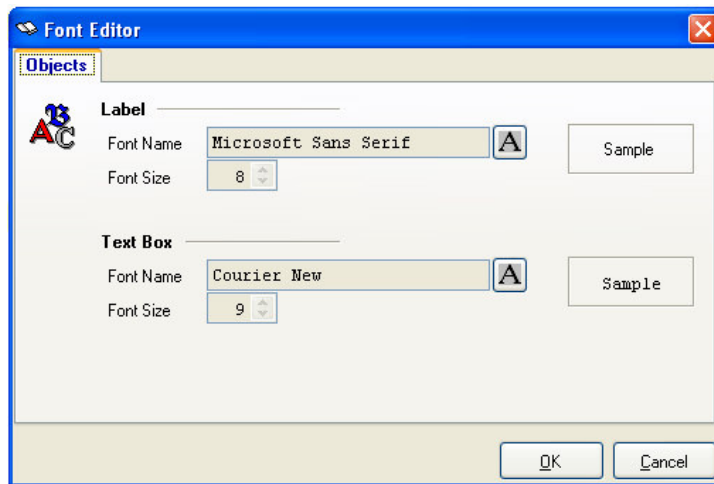 Font Editor
Objects
Label
Font Name Microsoft Sans Serif A Sample
Font Size 8
Text Box
Font Name Courier New A Sample
Font Size 9
OK Cancel